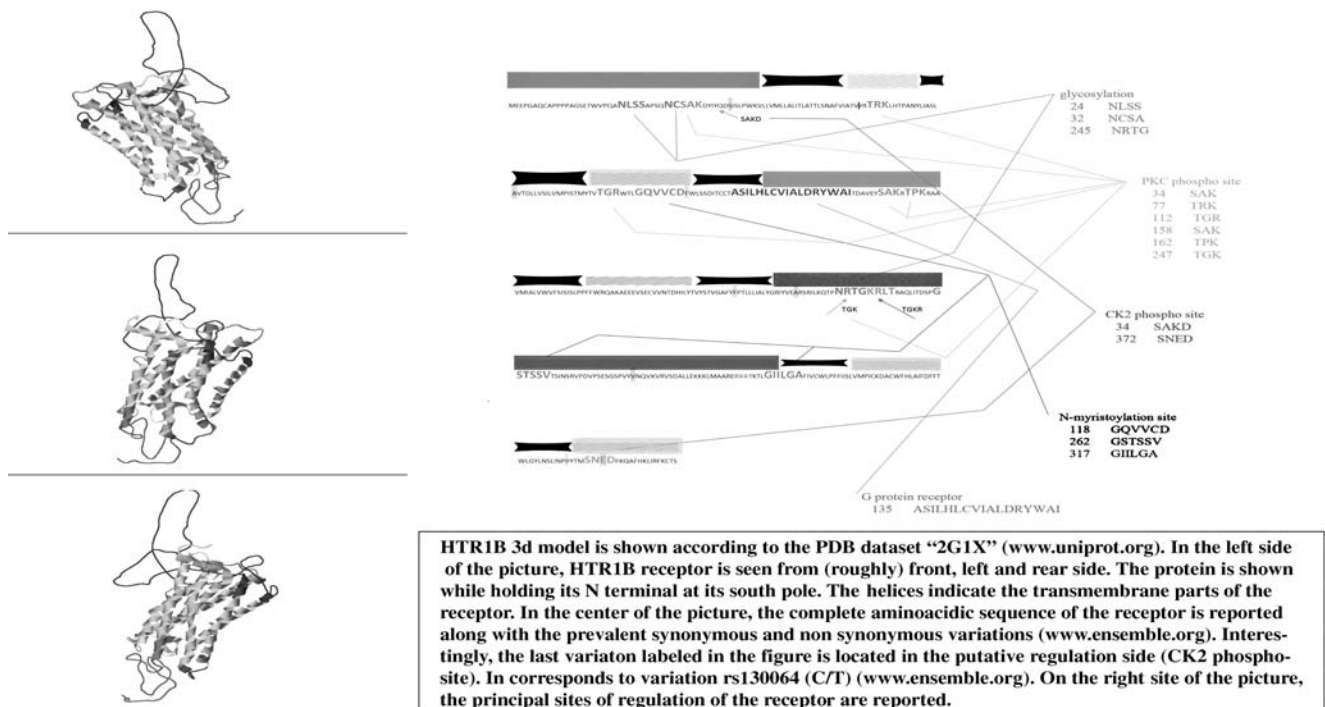 MEEPGAQCAPPPPAGSETWVPQANLSSAPSQNCSAKDYIYQDSISLPWKVLLVMLLALITLATTLSNAFVIATVYRTRKLHTPANYLIASL
SAKD
AVTDLLVSILVMPISTMYTVTGRWTLGQVVCDFWLSSDITCCTASILHLCVIALDRYWAITDAVEYSAKRTPKRAA
VMIALVWVFSISISLPPFFWRQAKAEEEVSECVVNTDHILYTVYSTVGAFYFPTLLLIALYGRIYVEARSRILKQTPNRTGKRLTRAQLITDSPG
TGK TGKR
STSSVTSINSRVPDVPSESGSPVYVNQVKVRVSDALLEKKKLMAARERKATKTLGIILGAFIVCWLPFFIISLVMPICKDACWFHLAIFDFFT
WLGYLNSLINPIIYTMSNEDFKQAFHKLIRFKCTS
glycosylation
24 NLSS
32 NCSA
245 NRTG
PKC phospho site
34 SAK
77 TRK
112 TGR
158 SAK
162 TPK
247 TGK
CK2 phospho site
34 SAKD
372 SNED
N-myristoylation site
118 GQVVCD
262 GSTSSV
317 GIILGA
G protein receptor
135 ASILHLCVIALDRYWAI
HTR1B 3d model is shown according to the PDB dataset “2G1X” (www.uniprot.org). In the left side
of the picture, HTR1B receptor is seen from (roughly) front, left and rear side. The protein is shown
while holding its N terminal at its south pole. The helices indicate the transmembrane parts of the
receptor. In the center of the picture, the complete aminoacidic sequence of the receptor is reported
along with the prevalent synonymous and non synonymous variations (www.ensemble.org). Interes-
tingly, the last variaton labeled in the figure is located in the putative regulation side (CK2 phospho-
site). In corresponds to variation rs130064 (C/T) (www.ensemble.org). On the right site of the picture,
the principal sites of regulation of the receptor are reported.